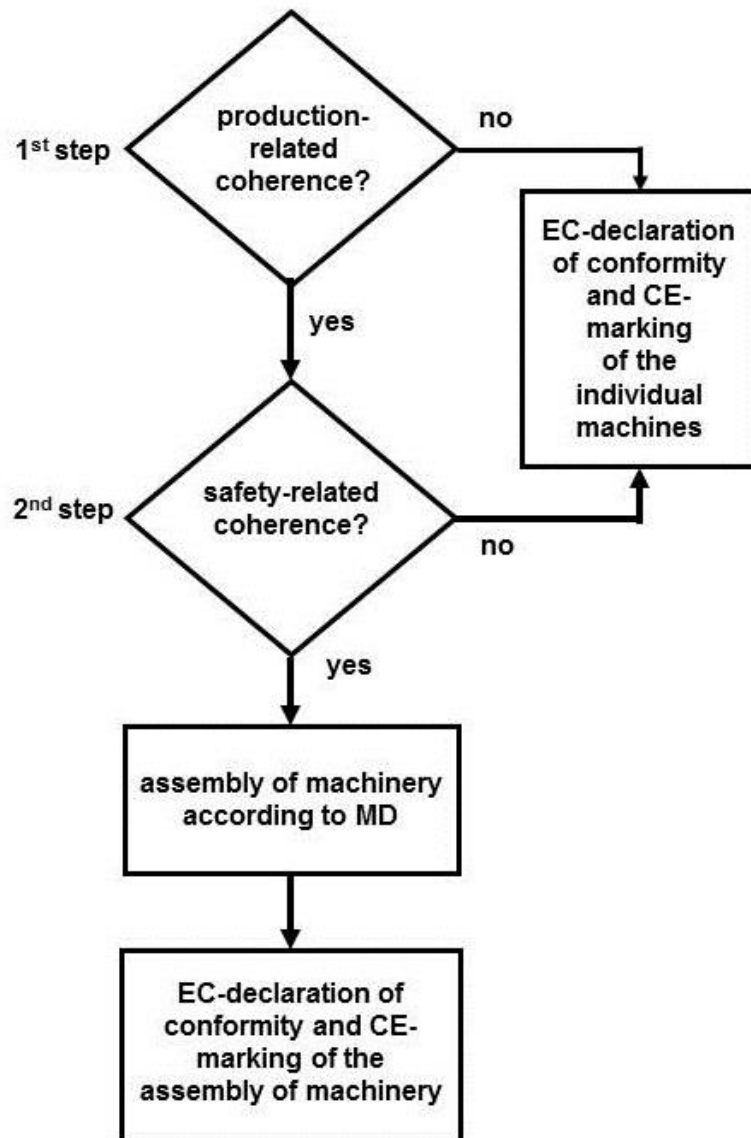 production-
related
coherence?
1st step
no
EC-declaration
of conformity
and CE-
marking
of the
individual
machines
yes
safety-related
coherence?
2nd step
no
yes
assembly of machinery
according to MD
EC-declaration of
conformity and CE-
marking of the
assembly of machinery